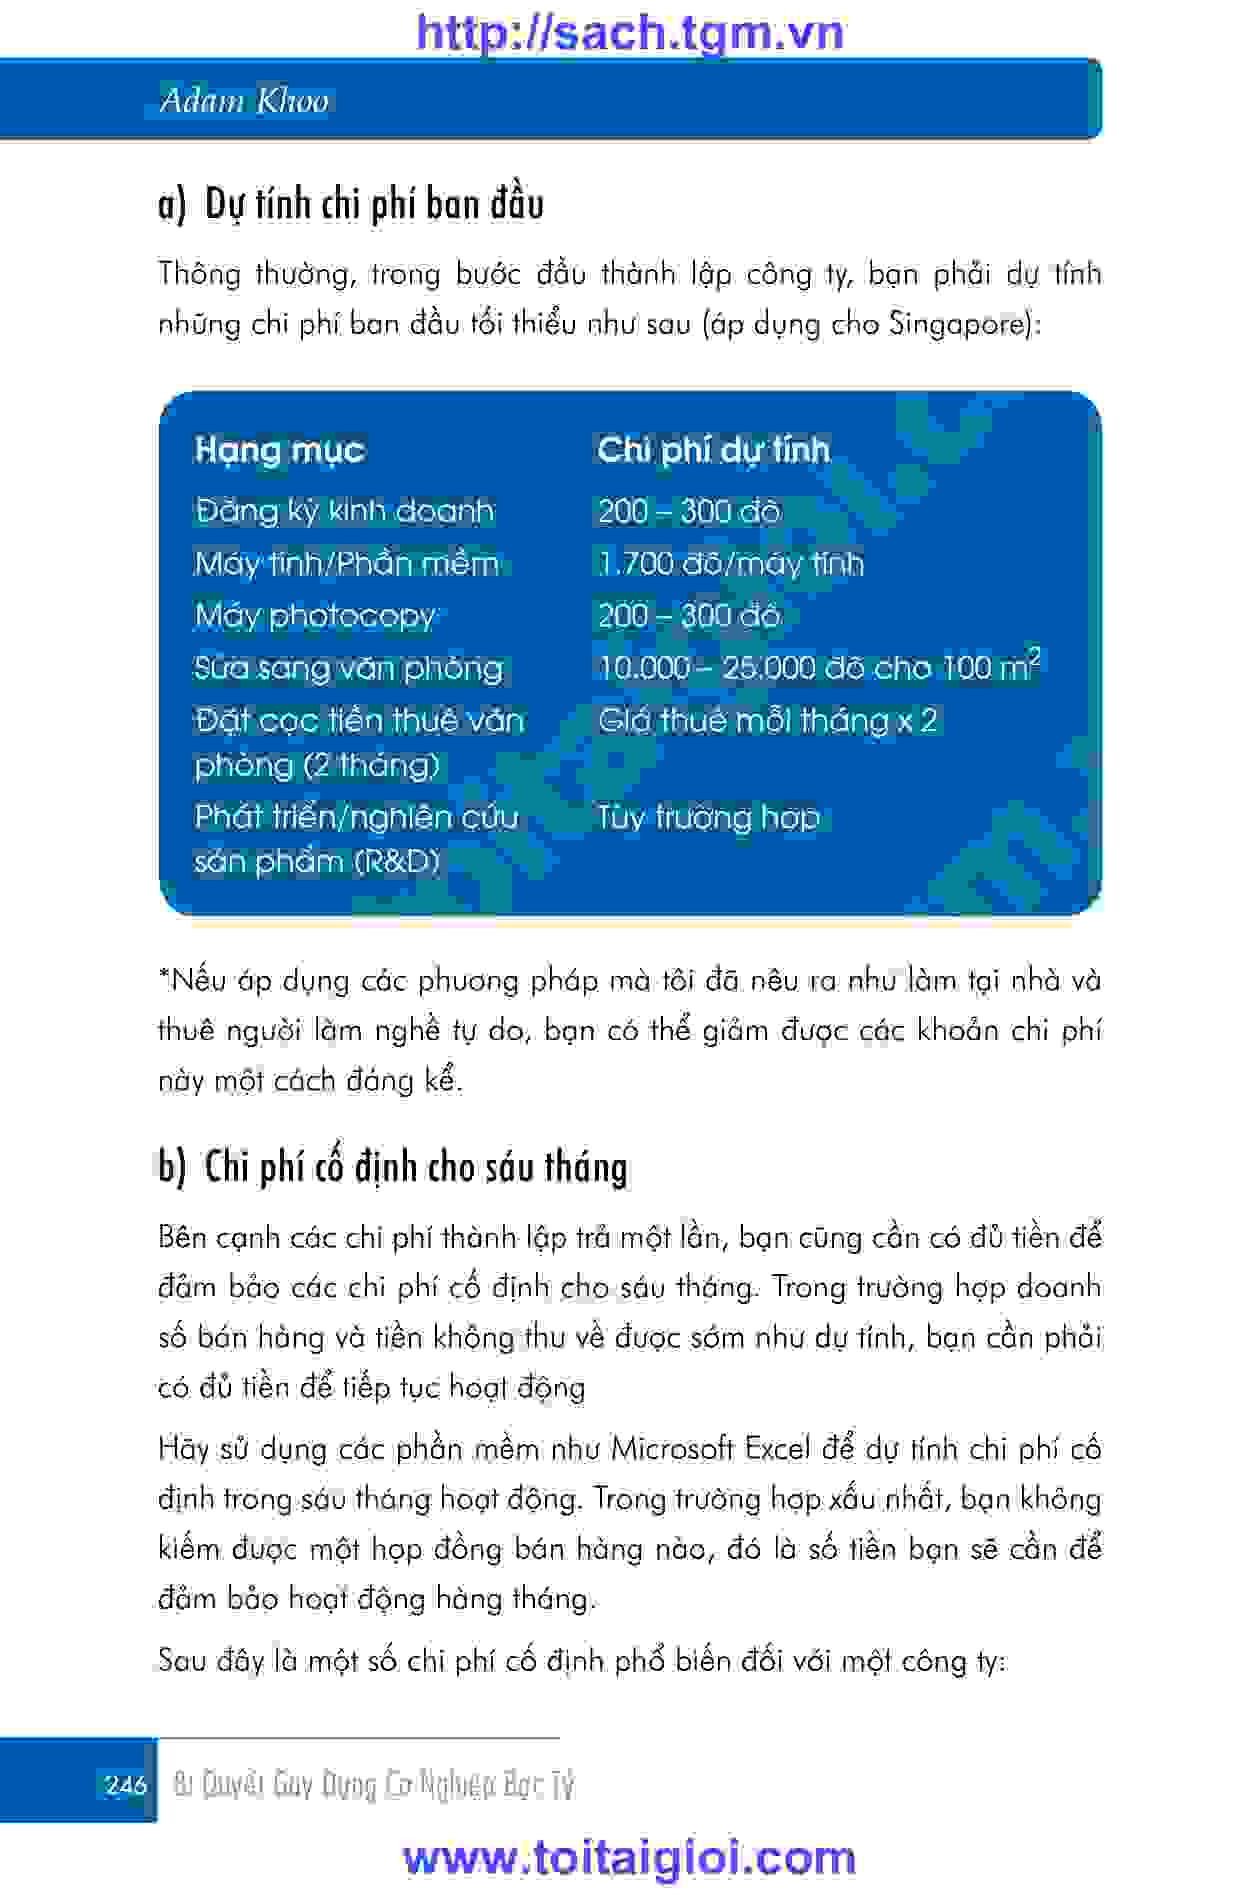 http://sach.tgm.vn
Adam Khoo
a) Dự tính chi phí ban đầu
Thông thường, trong bước đầu thành lập công ty, bạn phải dự tính
những chi phí ban đầu tối thiểu như sau (áp dụng cho Singapore):
Hạng mục Chi phí dự tính
Đăng ký kinh doanh 200 – 300 đô
Máy tính/Phần mềm 1.700 đô/máy tính
Máy photocopy 200 – 300 đô
Sửa sang văn phòng 10.000 – 25.000 đô cho 100 m²
Đặt cọc tiền thuê văn Giá thuê mỗi tháng x 2
phòng (2 tháng)
Phát triển/nghiên cứu Tùy trường hợp
sản phẩm (R&D)
*Nếu áp dụng các phương pháp mà tôi đã nêu ra như làm tại nhà và
thuê người làm nghề tự do, bạn có thể giảm được các khoản chi phí
này một cách đáng kể.
b) Chi phí cố định cho sáu tháng
Bên cạnh các chi phí thành lập trả một lần, bạn cũng cần có đủ tiền để
đảm bảo các chi phí cố định cho sáu tháng. Trong trường hợp doanh
số bán hàng và tiền không thu về được sớm như dự tính, bạn cần phải
có đủ tiền để tiếp tục hoạt động
Hãy sử dụng các phần mềm như Microsoft Excel để dự tính chi phí cố
định trong sáu tháng hoạt động. Trong trường hợp xấu nhất, bạn không
kiếm được một hợp đồng bán hàng nào, đó là số tiền bạn sẽ cần để
đảm bảo hoạt động hàng tháng.
Sau đây là một số chi phí cố định phổ biến đối với một công ty:
246 Bí Quyết Gây Dựng Cơ Nghiệp Bạc Tỷ
www.toitaigioi.com